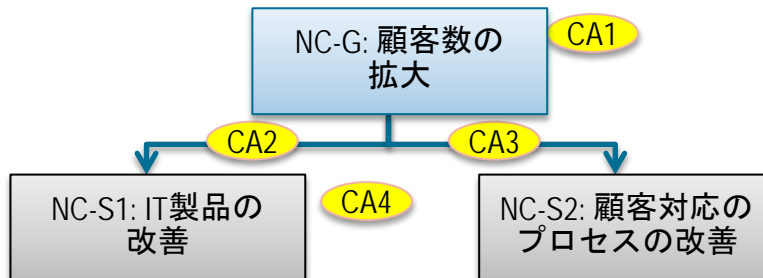 NC-G: 顧客数の
拡大
CA1
CA2
CA3
NC-S1: IT製品の
改善
CA4
NC-S2: 顧客対応の
プロセスの改善